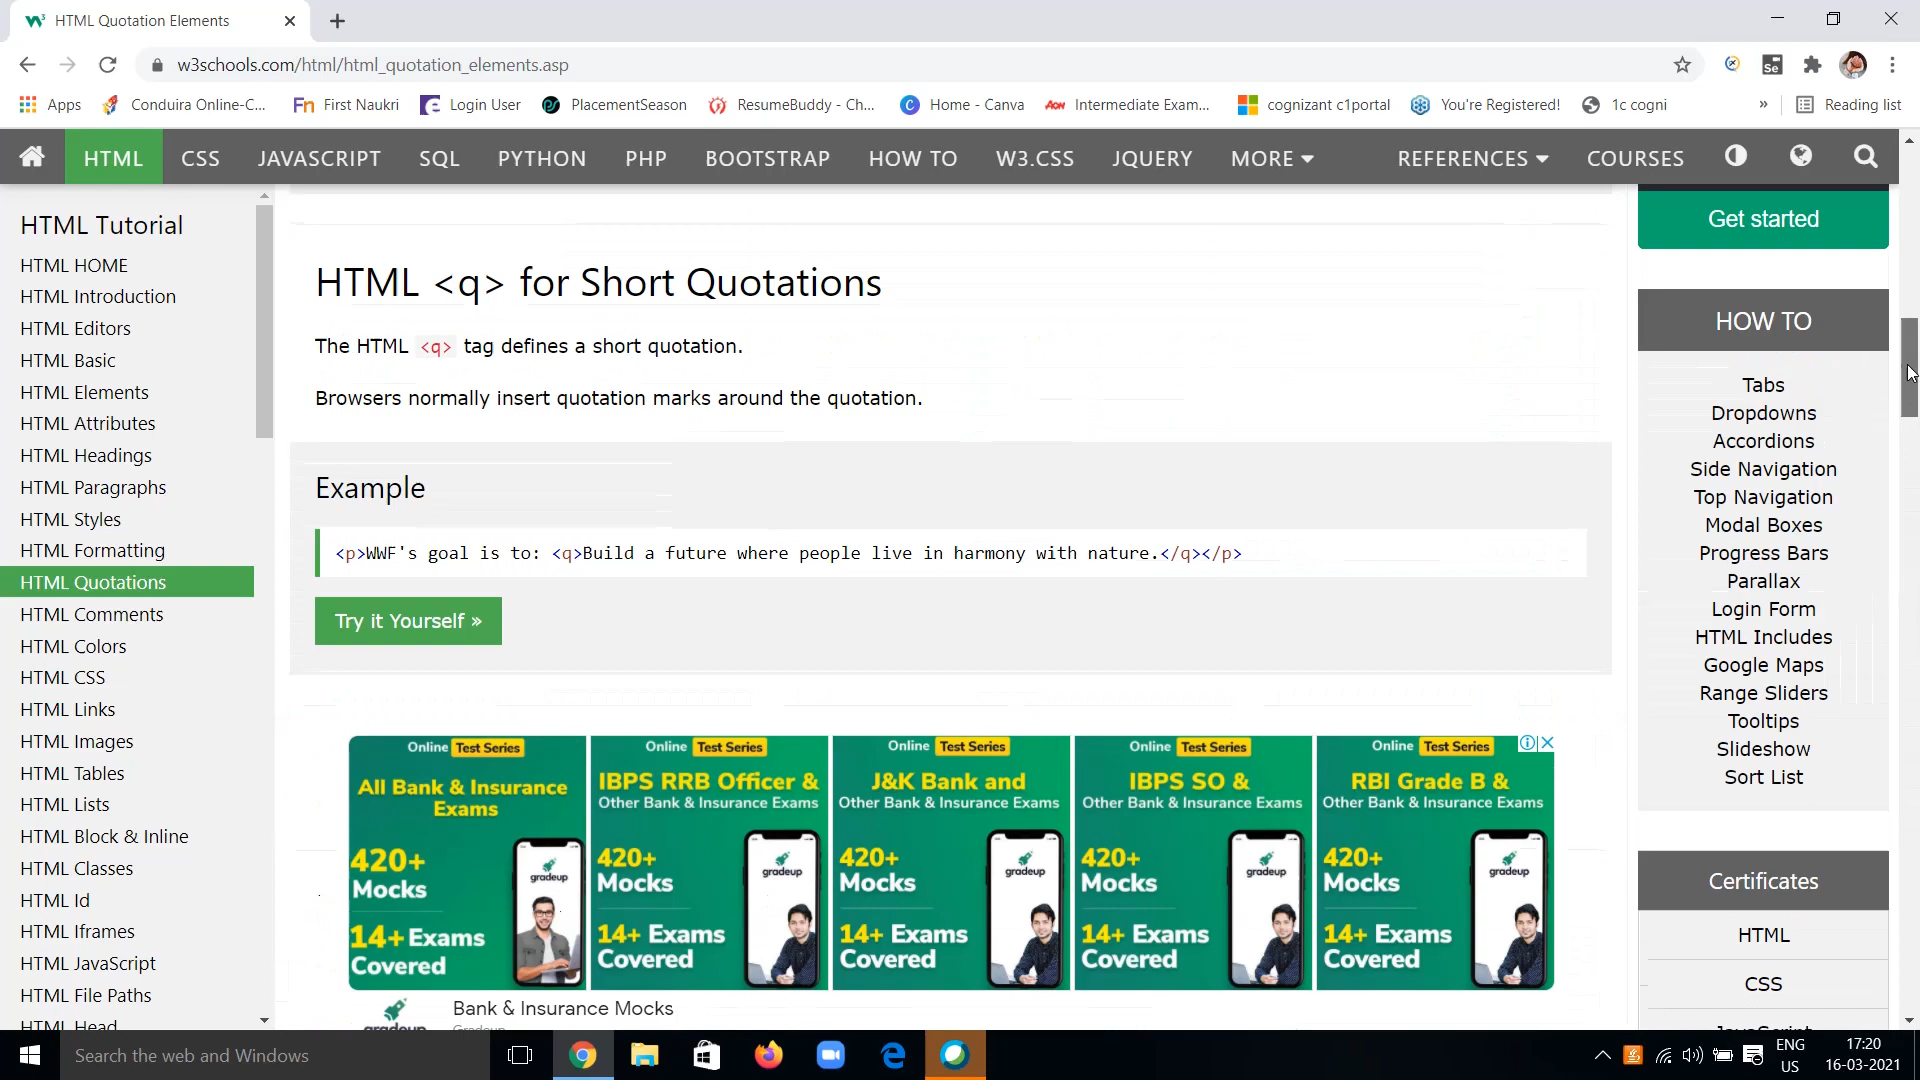 HTML Quotation Elements
w3schools.com/html/html_quotation_elements.asp
Se
Apps
Conduira Online-C...
Fn First Naukri
Login User
PlacementSeason
ResumeBuddy - Ch...
C Home - Canva
AON Intermediate Exam...
cognizant c1portal
You're Registered!
1c cogni
»
Reading list
HTML
CSS
JAVASCRIPT
SQL
PYTHON
PHP
BOOTSTRAP
HOW TO
W3.CSS
JQUERY
MORE
REFERENCES
COURSES
HTML Tutorial
HTML HOME
HTML Introduction
HTML Editors
HTML Basic
HTML Elements
HTML Attributes
HTML Headings
HTML Paragraphs
HTML Styles
HTML Formatting
HTML Quotations
HTML Comments
HTML Colors
HTML CSS
HTML Links
HTML Images
HTML Tables
HTML Lists
HTML Block & Inline
HTML Classes
HTML Id
HTML Iframes
HTML JavaScript
HTML File Paths
HTML Head
HTML <q> for Short Quotations
The HTML <q> tag defines a short quotation.
Browsers normally insert quotation marks around the quotation.
Example
<p>WWF's goal is to: <q>Build a future where people live in harmony with nature.</q></p>
Try it Yourself »
Online Test Series
All Bank & Insurance
Exams
420+
Mocks
14+ Exams
Covered
gradeup
Online Test Series
IBPS RRB Officer &
Other Bank & Insurance Exams
420+
Mocks
14+ Exams
Covered
gradeup
Online Test Series
J&K Bank and
Other Bank & Insurance Exams
420+
Mocks
14+ Exams
Covered
gradeup
Online Test Series
IBPS SO &
Other Bank & Insurance Exams
420+
Mocks
14+ Exams
Covered
gradeup
Online Test Series
RBI Grade B &
Other Bank & Insurance Exams
420+
Mocks
14+ Exams
Covered
gradeup
gradeup
Bank & Insurance Mocks
Gradeup
Get started
HOW TO
Tabs
Dropdowns
Accordions
Side Navigation
Top Navigation
Modal Boxes
Progress Bars
Parallax
Login Form
HTML Includes
Google Maps
Range Sliders
Tooltips
Slideshow
Sort List
Certificates
HTML
CSS
JavaScript
Search the web and Windows
ENG
US
17:20
16-03-2021